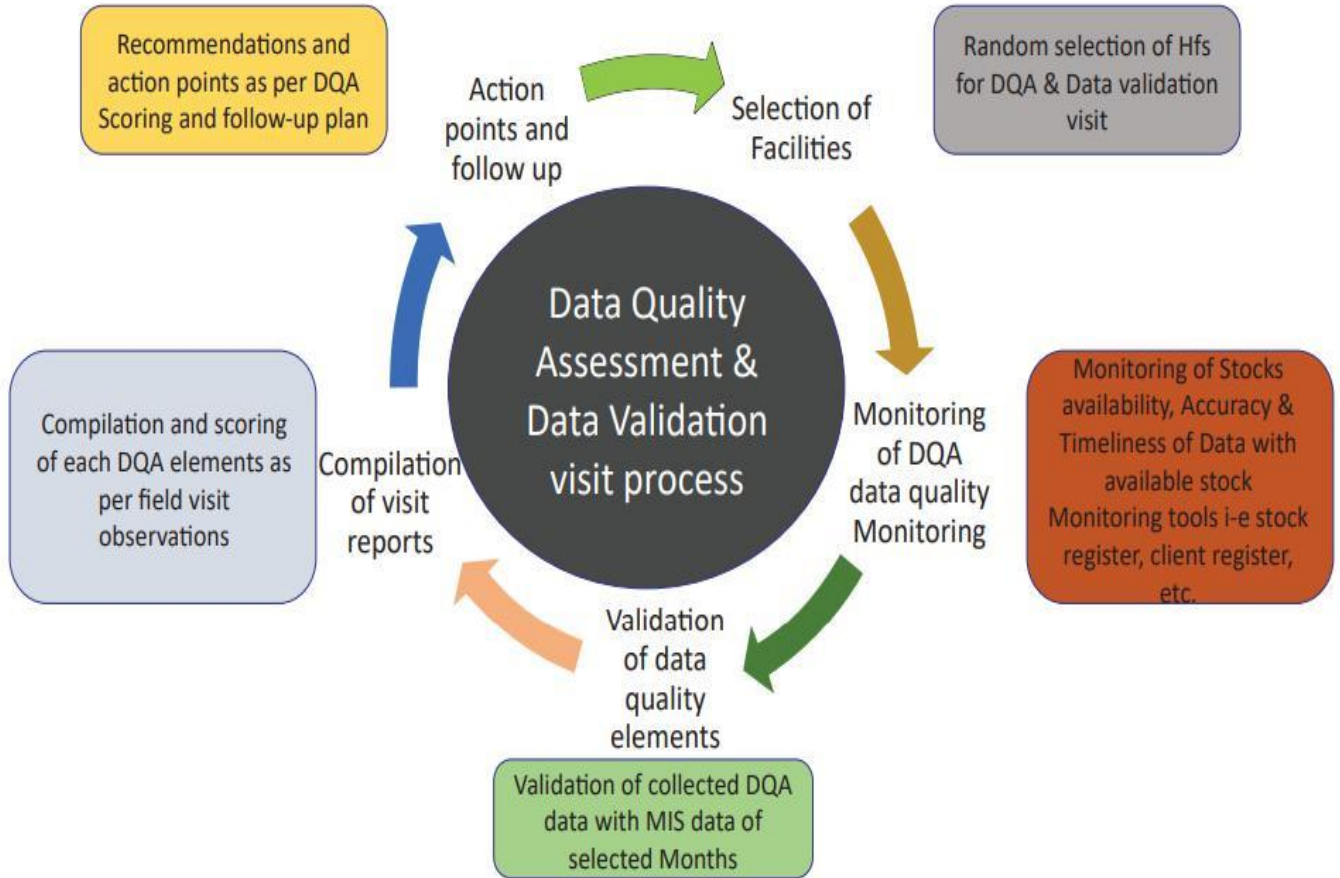 Recommendations and
action points as per DQA
Scoring and follow-up plan
Action
points and
follow up
Selection of
Facilities
Random selection of Hfs
for DQA & Data validation
visit
Data Quality
Assessment &
Data Validation
visit process
Monitoring
of DQA
data quality
Monitoring
Monitoring of Stocks
availability, Accuracy &
Timeliness of Data with
available stock
Monitoring tools i-e stock
register, client register,
etc.
Compilation and scoring
of each DQA elements as
per field visit
observations
Compilation
of visit
reports
Validation
of data
quality
elements
Validation of collected DQA
data with MIS data of
selected Months